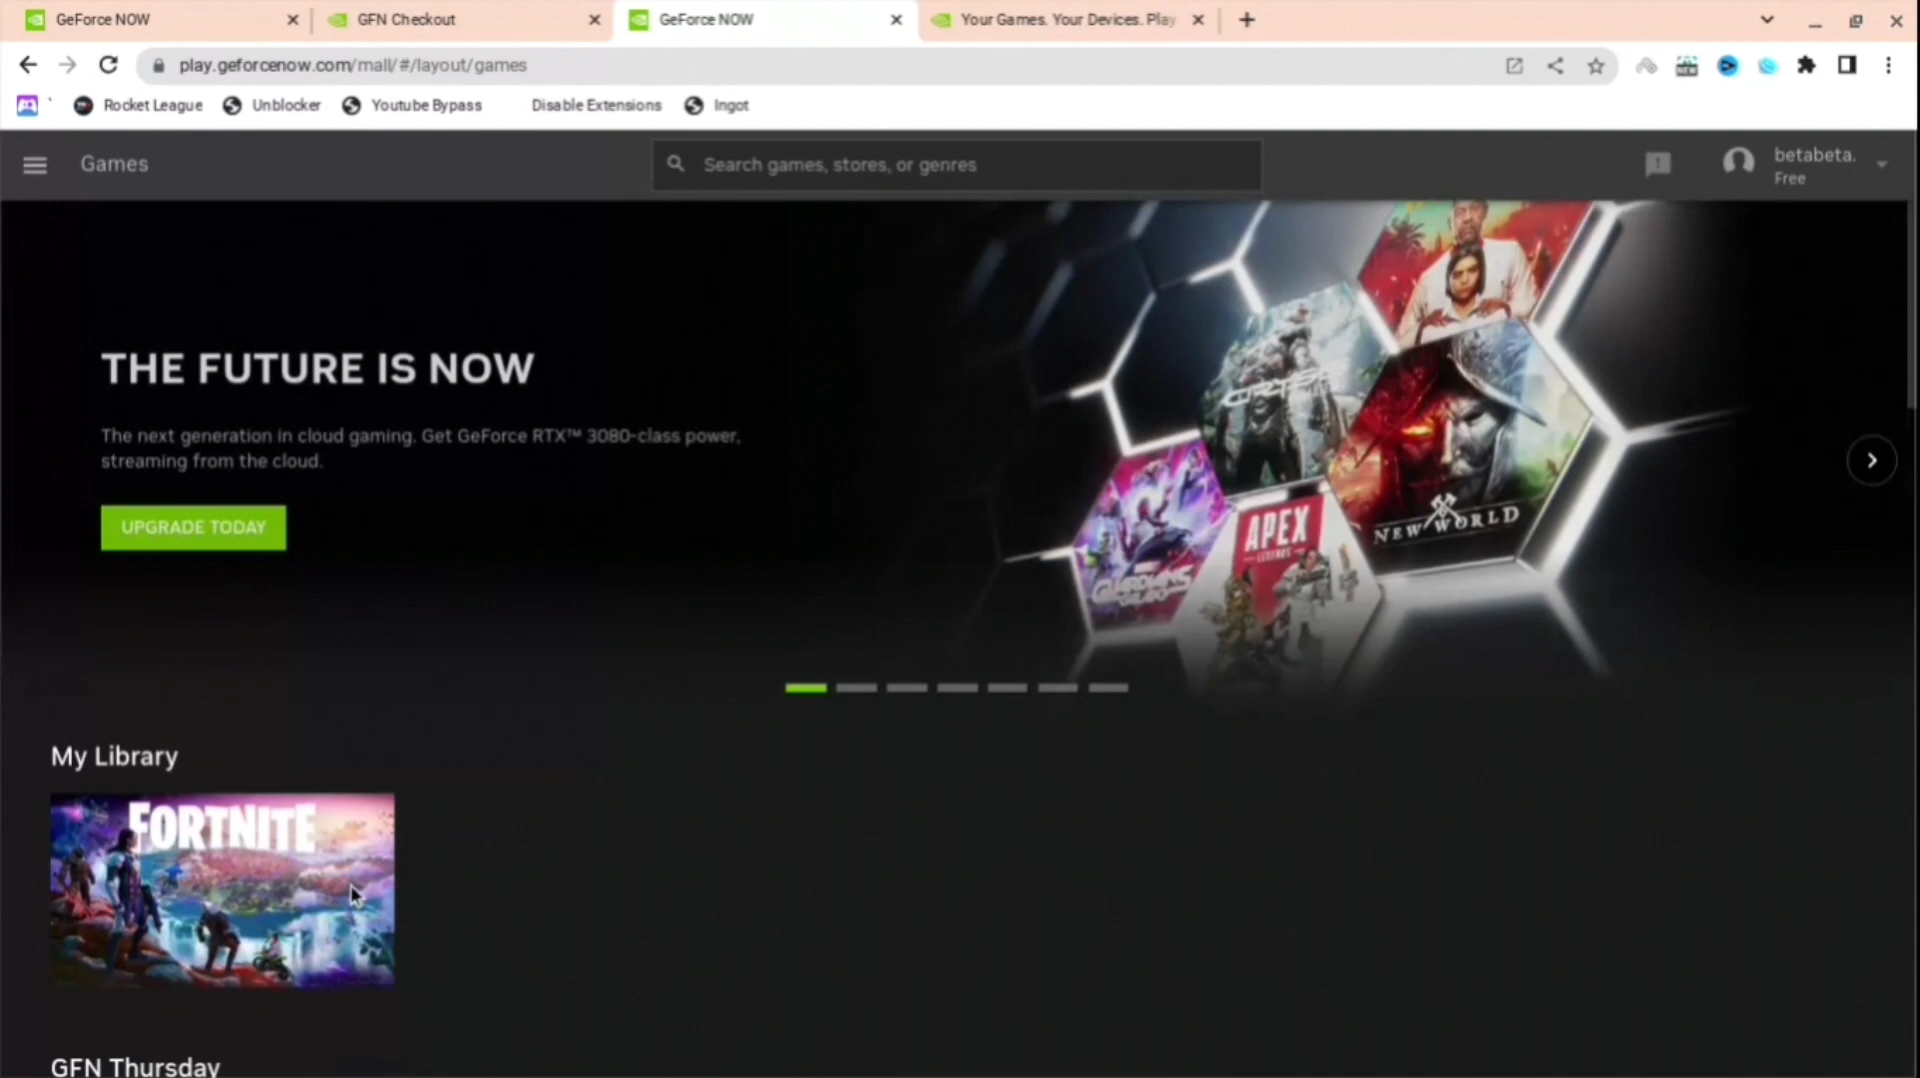 GeForce NOW
GFN Checkout
GeForce NOW
Your Games. Your Devices. Play
play.geforcenow.com/mall/#/layout/games
Rocket League
Unblocker
Youtube Bypass
Disable Extensions
Ingot
Games
Search games, stores, or genres
betabeta.
Free
THE FUTURE IS NOW
The next generation in cloud gaming. Get GeForce RTX™ 3080-class power,
streaming from the cloud.
UPGRADE TODAY
NEW WORLD
APEX
LEGENDS
GUARDIANS
My Library
FORTNITE
GFN Thursday